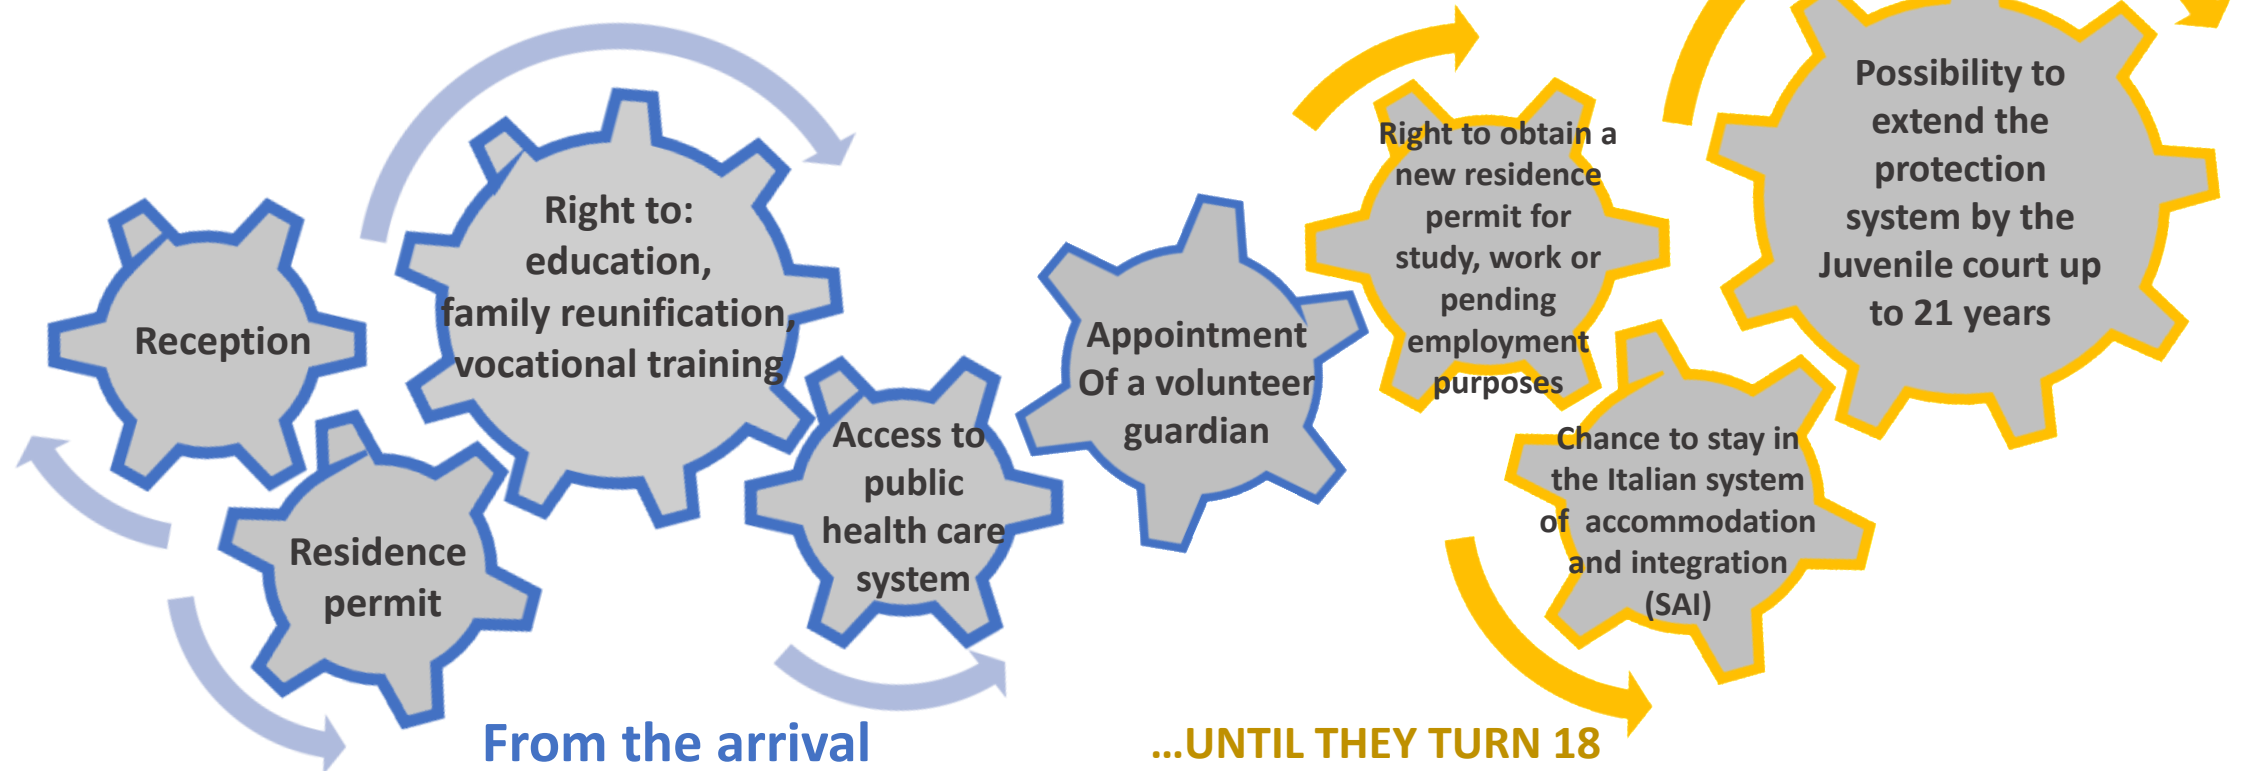 Reception
Residence
permit
Right to:
education,
family reunification,
vocational training
Access to
public
health care
system
Appointment
Of a volunteer
guardian
Right to obtain a
new residence
permit for
study, work or
pending
employment
purposes
Chance to stay in
the Italian system
of accommodation
and integration
(SAI)
Possibility to
extend the
protection
system by the
Juvenile court up
to 21 years
From the arrival
...UNTIL THEY TURN 18